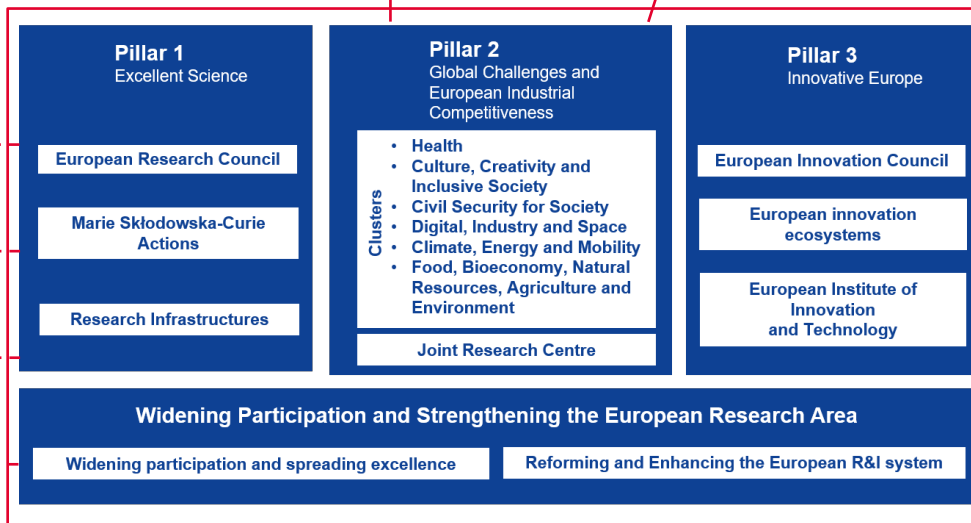 Pillar 1
Excellent Science
European Research Council
Marie Skłodowska-Curie
Actions
Research Infrastructures
Pillar 2
Global Challenges and
European Industrial
Competitiveness
Clusters
• Health
• Culture, Creativity and
Inclusive Society
• Civil Security for Society
• Digital, Industry and Space
• Climate, Energy and Mobility
• Food, Bioeconomy, Natural
Resources, Agriculture and
Environment
Joint Research Centre
Pillar 3
Innovative Europe
European Innovation Council
European innovation
ecosystems
European Institute of
Innovation
and Technology
Widening Participation and Strengthening the European Research Area
Widening participation and spreading excellence
Reforming and Enhancing the European R&I system